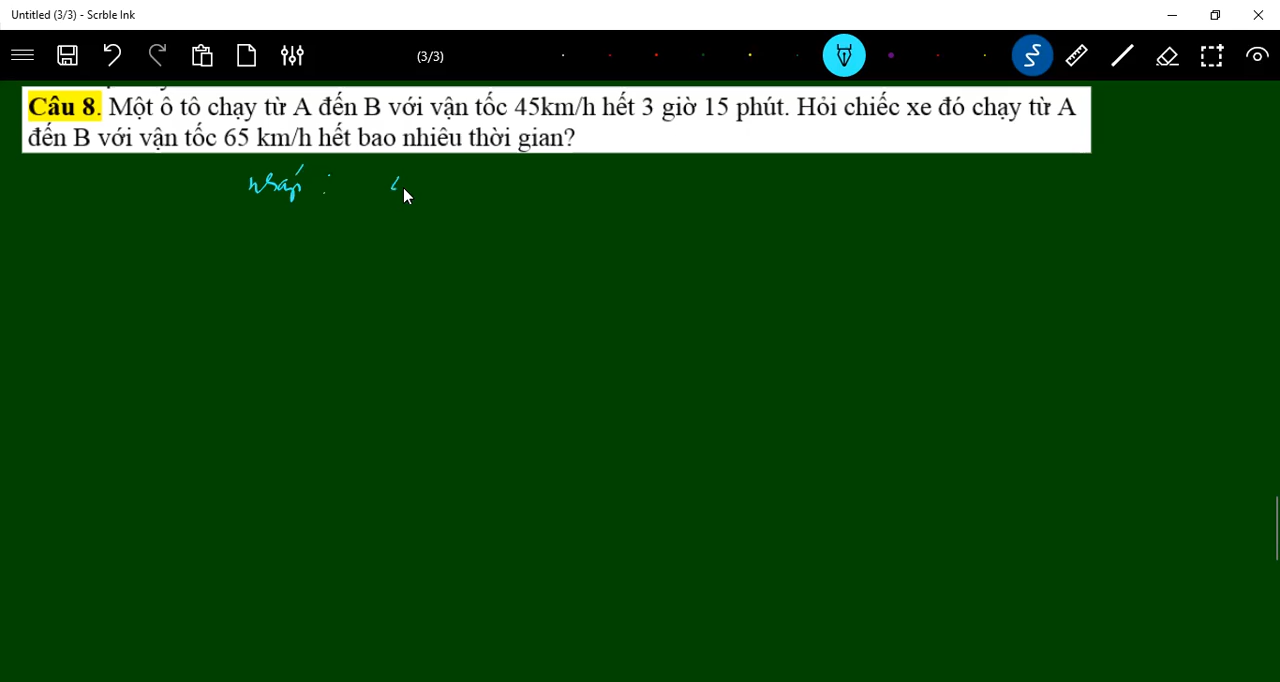 Untitled (3/3) - Scrble Ink
(3/3)
Câu 8. Một ô tô chạy từ A đến B với vận tốc 45km/h hết 3 giờ 15 phút. Hỏi chiếc xe đó chạy từ A
đến B với vận tốc 65 km/h hết bao nhiêu thời gian?
nháp :